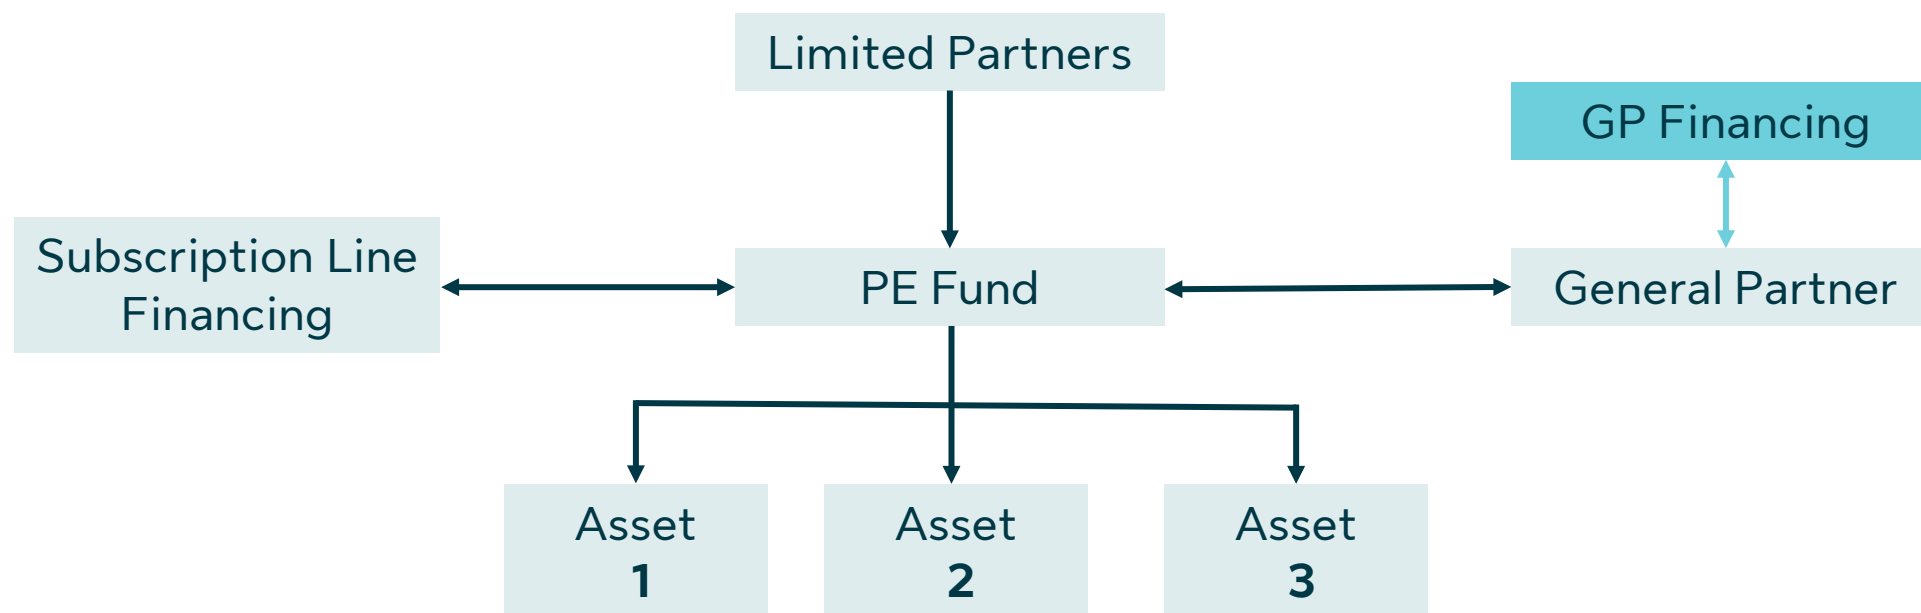 Limited Partners
GP Financing
Subscription Line
Financing
PE Fund
General Partner
Asset
1
Asset
2
Asset
3